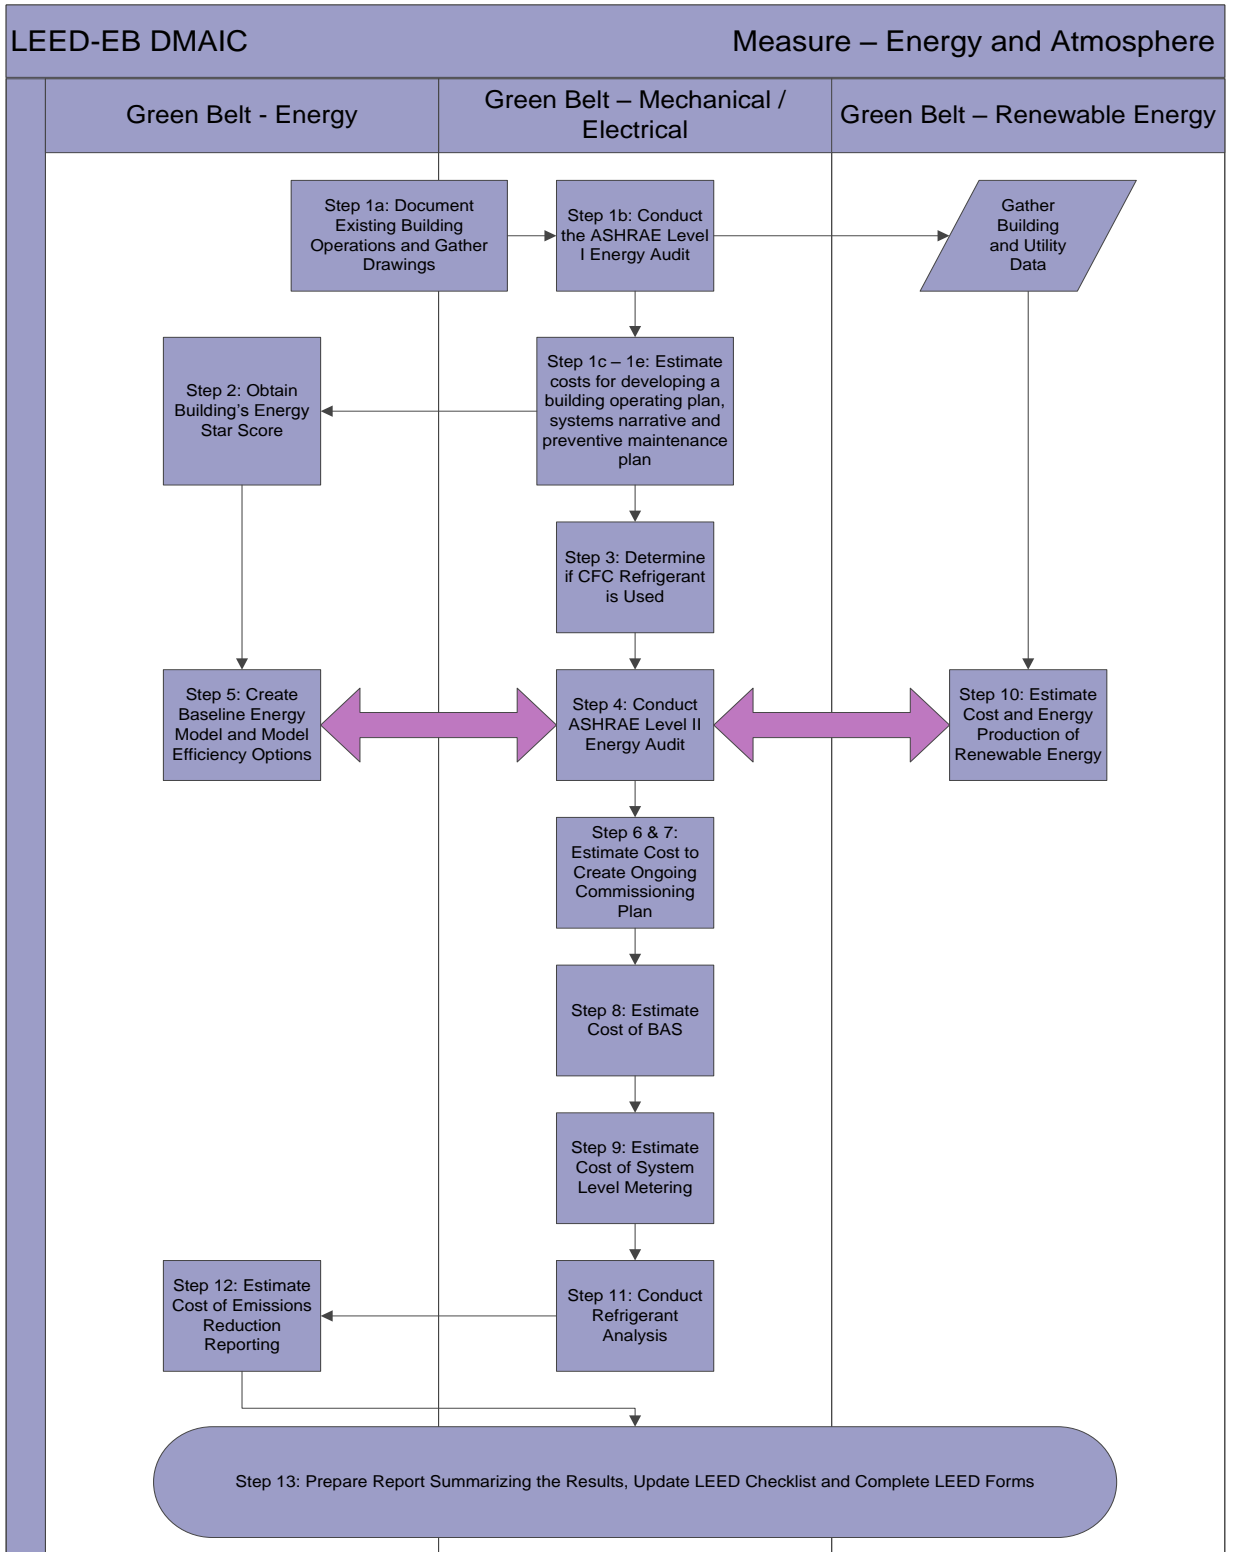 LEED-EB DMAIC
Measure – Energy and Atmosphere
Green Belt - Energy
Green Belt – Mechanical /
Electrical
Green Belt – Renewable Energy
Step 1a: Document
Existing Building
Operations and Gather
Drawings
Step 1b: Conduct
the ASHRAE Level
I Energy Audit
Gather
Building
and Utility
Data
Step 2: Obtain
Building's Energy
Star Score
Step 1c – 1e: Estimate
costs for developing a
building operating plan,
systems narrative and
preventive maintenance
plan
Step 3: Determine
if CFC Refrigerant
is Used
Step 5: Create
Baseline Energy
Model and Model
Efficiency Options
Step 4: Conduct
ASHRAE Level II
Energy Audit
Step 10: Estimate
Cost and Energy
Production of
Renewable Energy
Step 6 & 7:
Estimate Cost to
Create Ongoing
Commissioning
Plan
Step 8: Estimate
Cost of BAS
Step 9: Estimate
Cost of System
Level Metering
Step 12: Estimate
Cost of Emissions
Reduction
Reporting
Step 11: Conduct
Refrigerant
Analysis
Step 13: Prepare Report Summarizing the Results, Update LEED Checklist and Complete LEED Forms